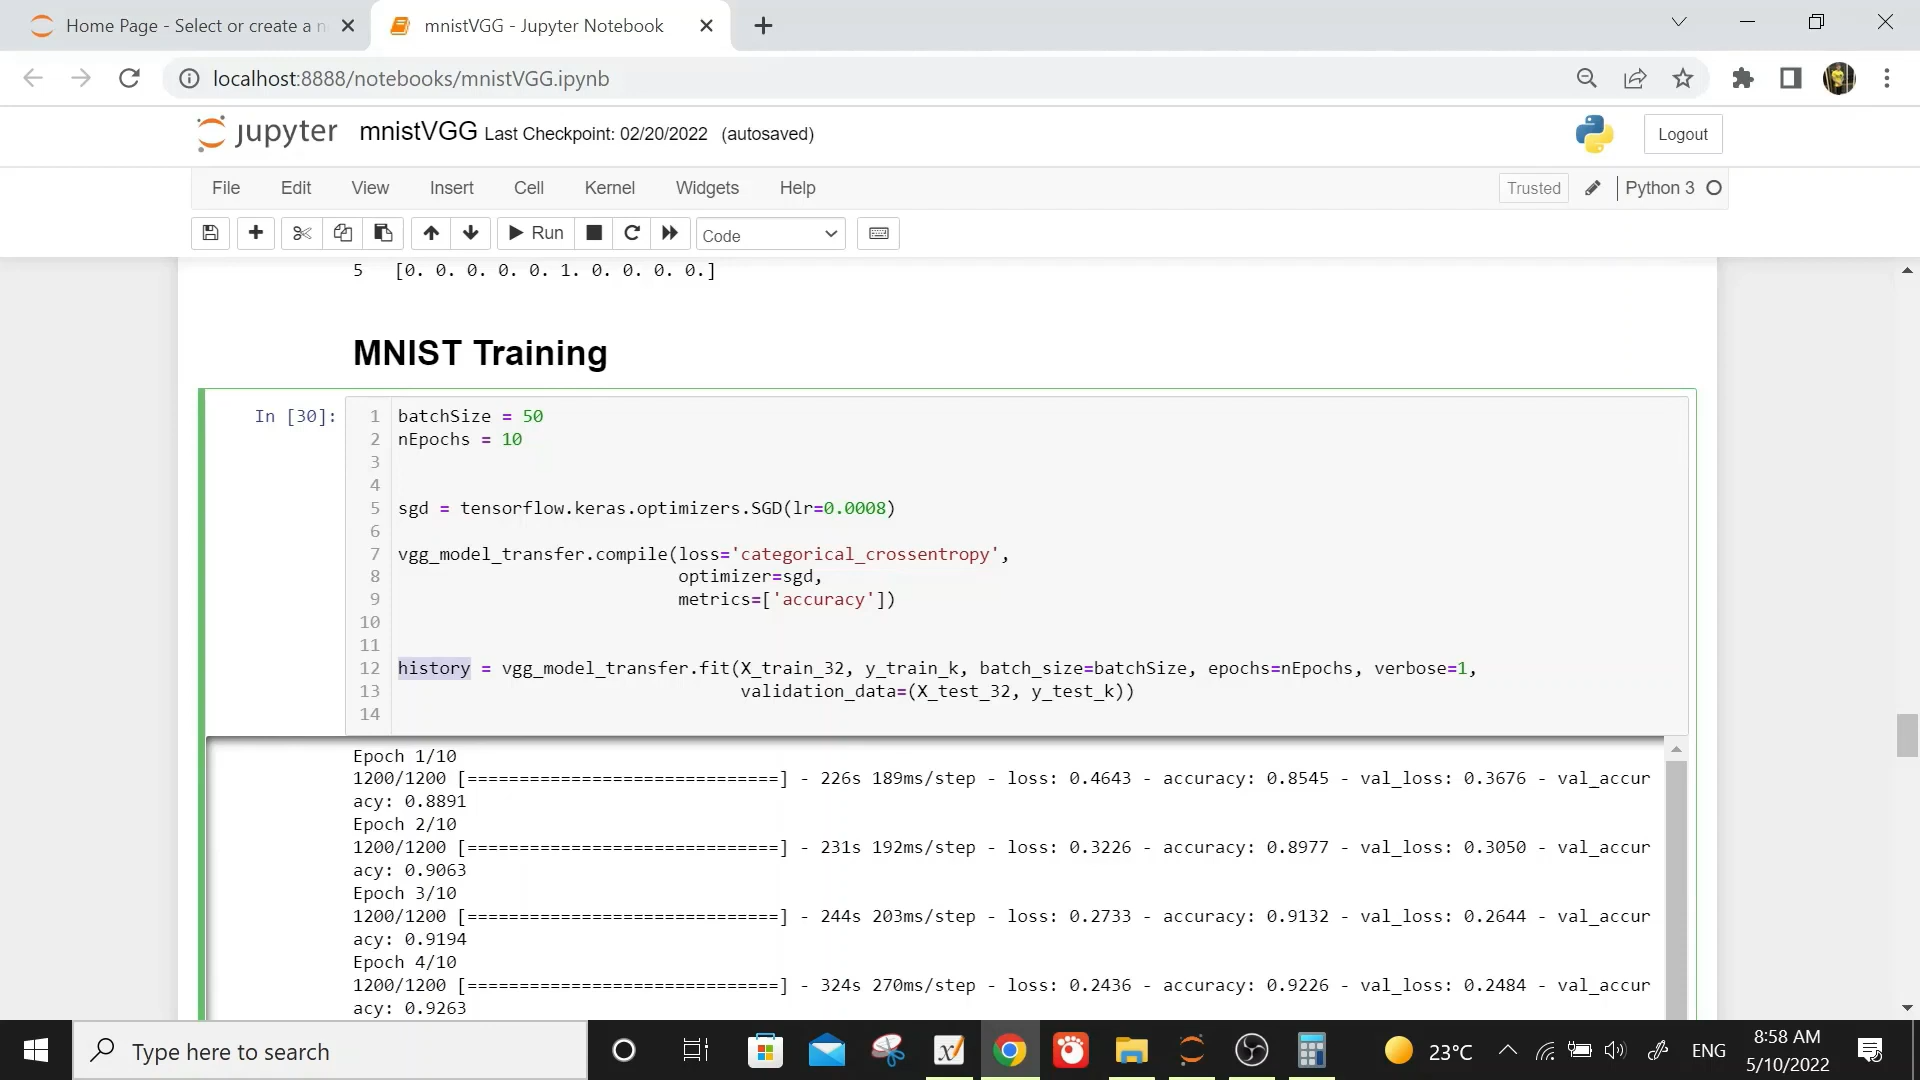 Home Page - Select or create a n
mnistVGG - Jupyter Notebook
localhost:8888/notebooks/mnistVGG.ipynb
jupyter mnistVGG Last Checkpoint: 02/20/2022 (autosaved)
Logout
File Edit View Insert Cell Kernel Widgets Help
Trusted Python 3
Run Code
5 [0. 0. 0. 0. 0. 1. 0. 0. 0. 0.]
MNIST Training
In [30]: 1 batchSize = 50
2 nEpochs = 10
3
4
5 sgd = tensorflow.keras.optimizers.SGD(lr=0.0008)
6
7 vgg_model_transfer.compile(loss='categorical_crossentropy',
8 optimizer=sgd,
9 metrics=['accuracy'])
10
11
12 history = vgg_model_transfer.fit(X_train_32, y_train_k, batch_size=batchSize, epochs=nEpochs, verbose=1,
13 validation_data=(X_test_32, y_test_k))
14
Epoch 1/10
1200/1200 [==============================] - 226s 189ms/step - loss: 0.4643 - accuracy: 0.8545 - val_loss: 0.3676 - val_accur
acy: 0.8891
Epoch 2/10
1200/1200 [==============================] - 231s 192ms/step - loss: 0.3226 - accuracy: 0.8977 - val_loss: 0.3050 - val_accur
acy: 0.9063
Epoch 3/10
1200/1200 [==============================] - 244s 203ms/step - loss: 0.2733 - accuracy: 0.9132 - val_loss: 0.2644 - val_accur
acy: 0.9194
Epoch 4/10
1200/1200 [==============================] - 324s 270ms/step - loss: 0.2436 - accuracy: 0.9226 - val_loss: 0.2484 - val_accur
acy: 0.9263
Type here to search
23°C
ENG
8:58 AM
5/10/2022